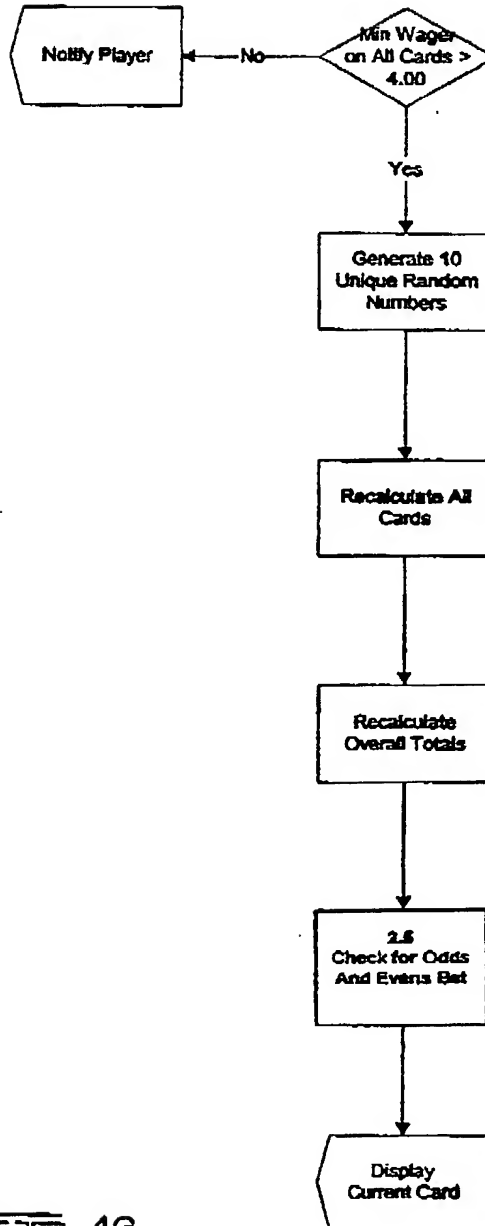 Notify Player
No
Min Wager
on All Cards >
4.00
Yes
Generate 10
Unique Random
Numbers
Recalculate All
Cards
Recalculate
Overall Totals
2.5
Check for Odds
And Evens Bet
Display
Current Card